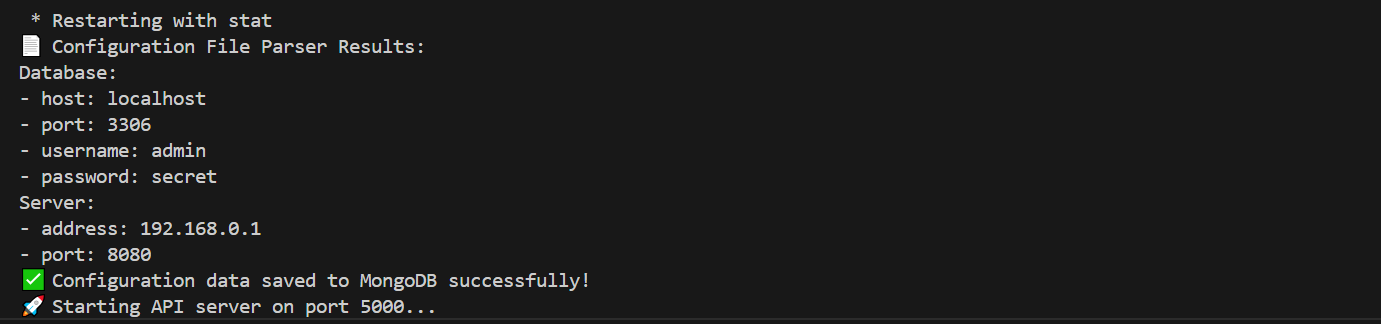 * Restarting with stat
📄 Configuration File Parser Results:
Database:
- host: localhost
- port: 3306
- username: admin
- password: secret
Server:
- address: 192.168.0.1
- port: 8080
✅ Configuration data saved to MongoDB successfully!
🚀 Starting API server on port 5000...